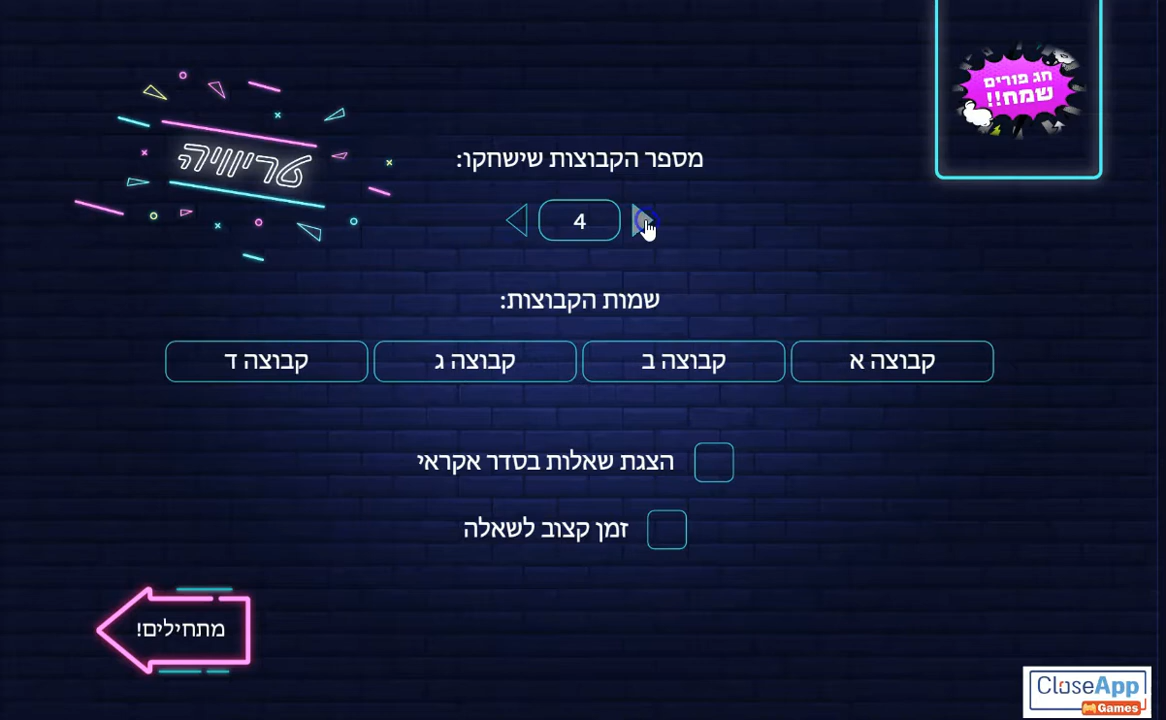 חג פורים
שמח!!
טריוויה
מספר הקבוצות שישחקו:
4
שמות הקבוצות:
קבוצה א
קבוצה ב
קבוצה ג
קבוצה ד
הצגת שאלות בסדר אקראי
זמן קצוב לשאלה
מתחילים!
CloseApp
Games